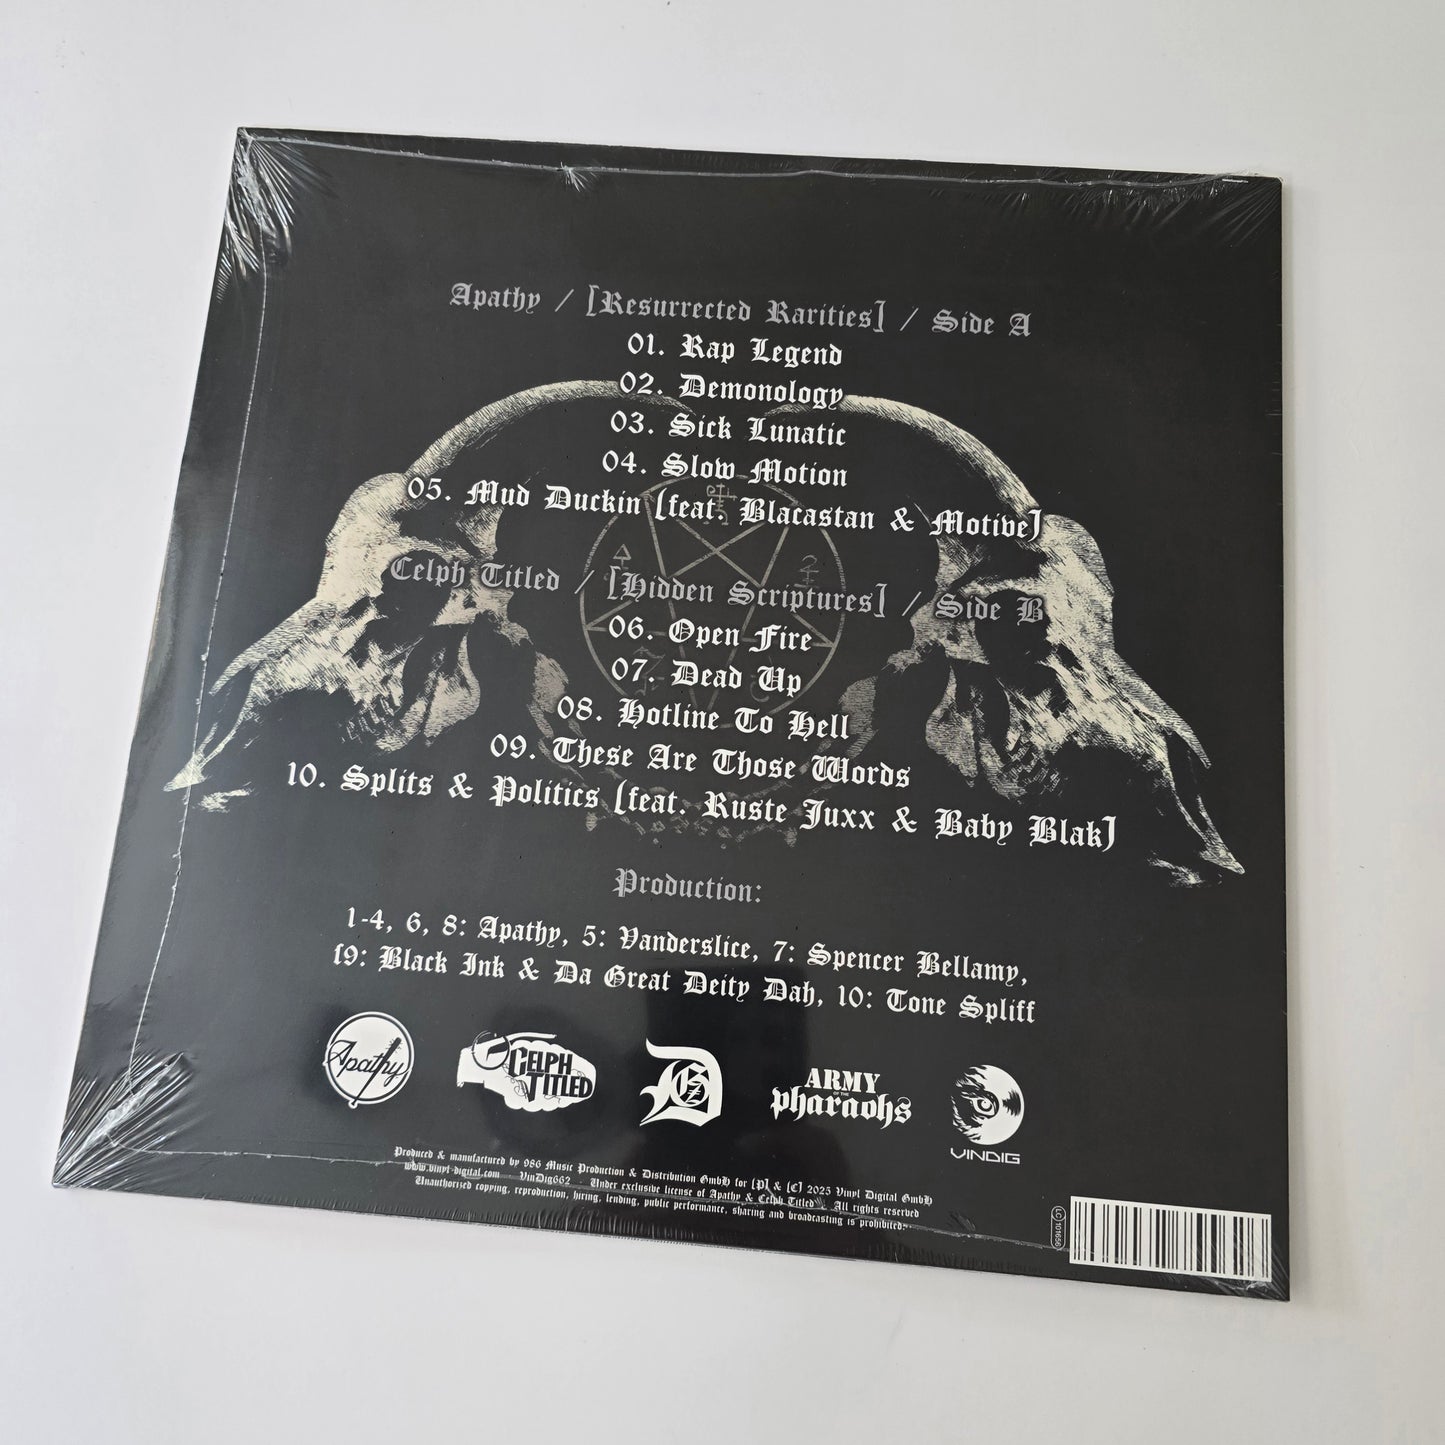 Apathy / [Resurrected Rarities] / Side A
01. Rap Legend
02. Demonology
03. Sick Lunatic
04. Slow Motion
05. Mud Duckin [feat. Blacastan & Motive]
Celph Titled / [Hidden Scriptures] / Side B
06. Open Fire
07. Dead Up
08. Hotline To Hell
09. These Are Those Words
10. Splits & Politics [feat. Ruste Juxx & Baby Blak]
Production:
1-4, 6, 8: Apathy, 5: Vanderslice, 7: Spencer Bellamy,
f9: Black Ink & Da Great Deity Dah, 10: Tone Spliff
Apathy
CELPH TITLED
DGZ
ARMY
OF THE
pharaohs
VINDIG
Produced & manufactured by 986 Music Production & Distribution GmbH for [P] & [C] 2025 Vinyl Digital GmbH
www.vinyl-digital.com VinDig662 . Under exclusive license of Apathy & Celph Titled . All rights reserved
Unauthorized copying, reproduction, hiring, lending, public performance, sharing and broadcasting is prohibited.
LC 101656